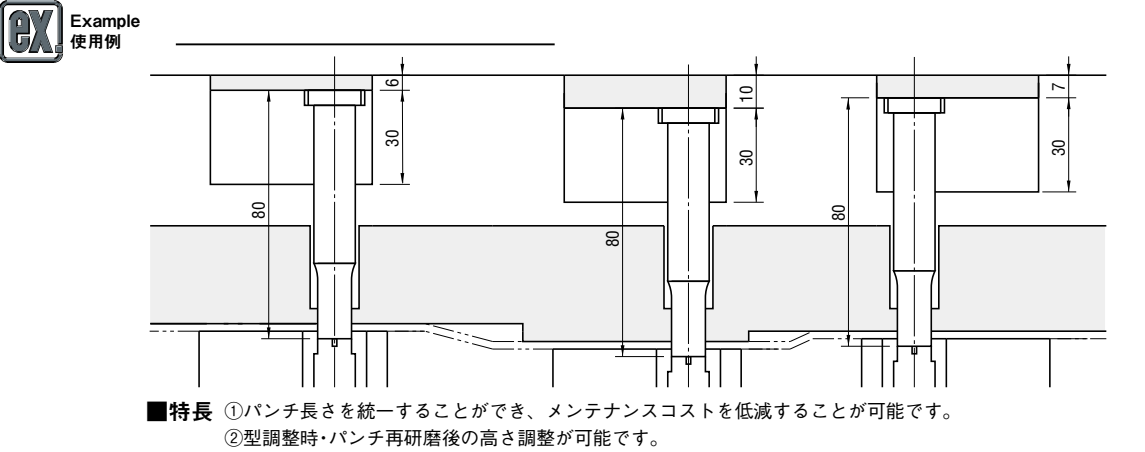 ex.
Example
使用例
6
30
80
10
30
80
7
30
80
■特長 ①パンチ長さを統一することができ、メンテナンスコストを低減することが可能です。
②型調整時・パンチ再研磨後の高さ調整が可能です。